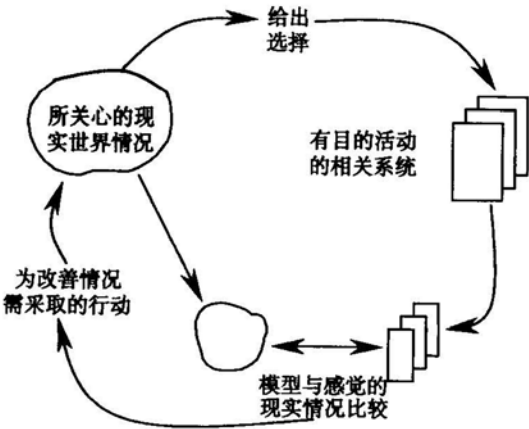 给出
选择
所关心的现
实世界情况
有目的活动
的相关系统
为改善情况
需采取的行动
模型与感觉的
现实情况比较